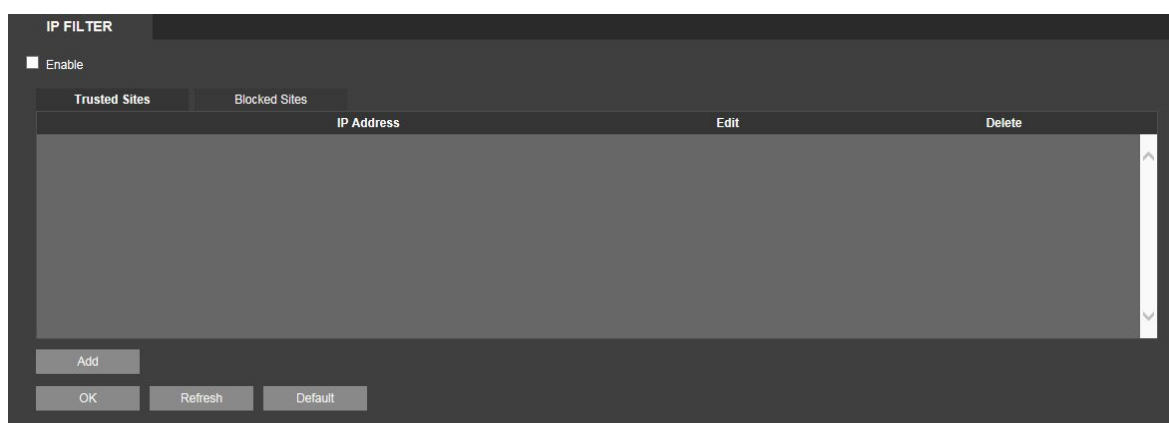 IP FILTER
Enable
Trusted Sites Blocked Sites
IP Address Edit Delete
Add
OK Refresh Default